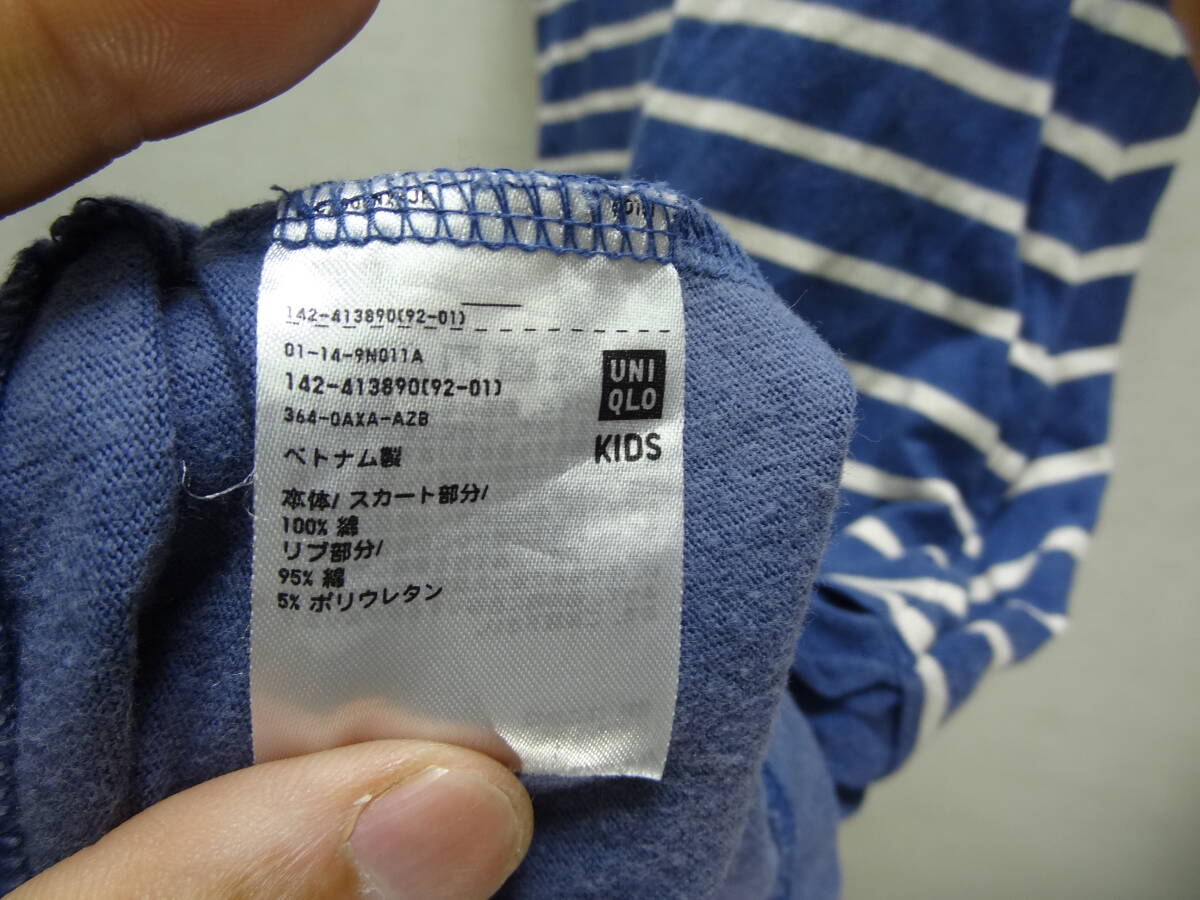 142-413890(92-01)
01-14-9N011A
142-413890(92-01)
364-0AXA-AZB
UNI
QLO
KIDS
ベトナム製
本体/ スカート部分/
100% 綿
リブ部分/
95% 綿
5% ポリウレタン